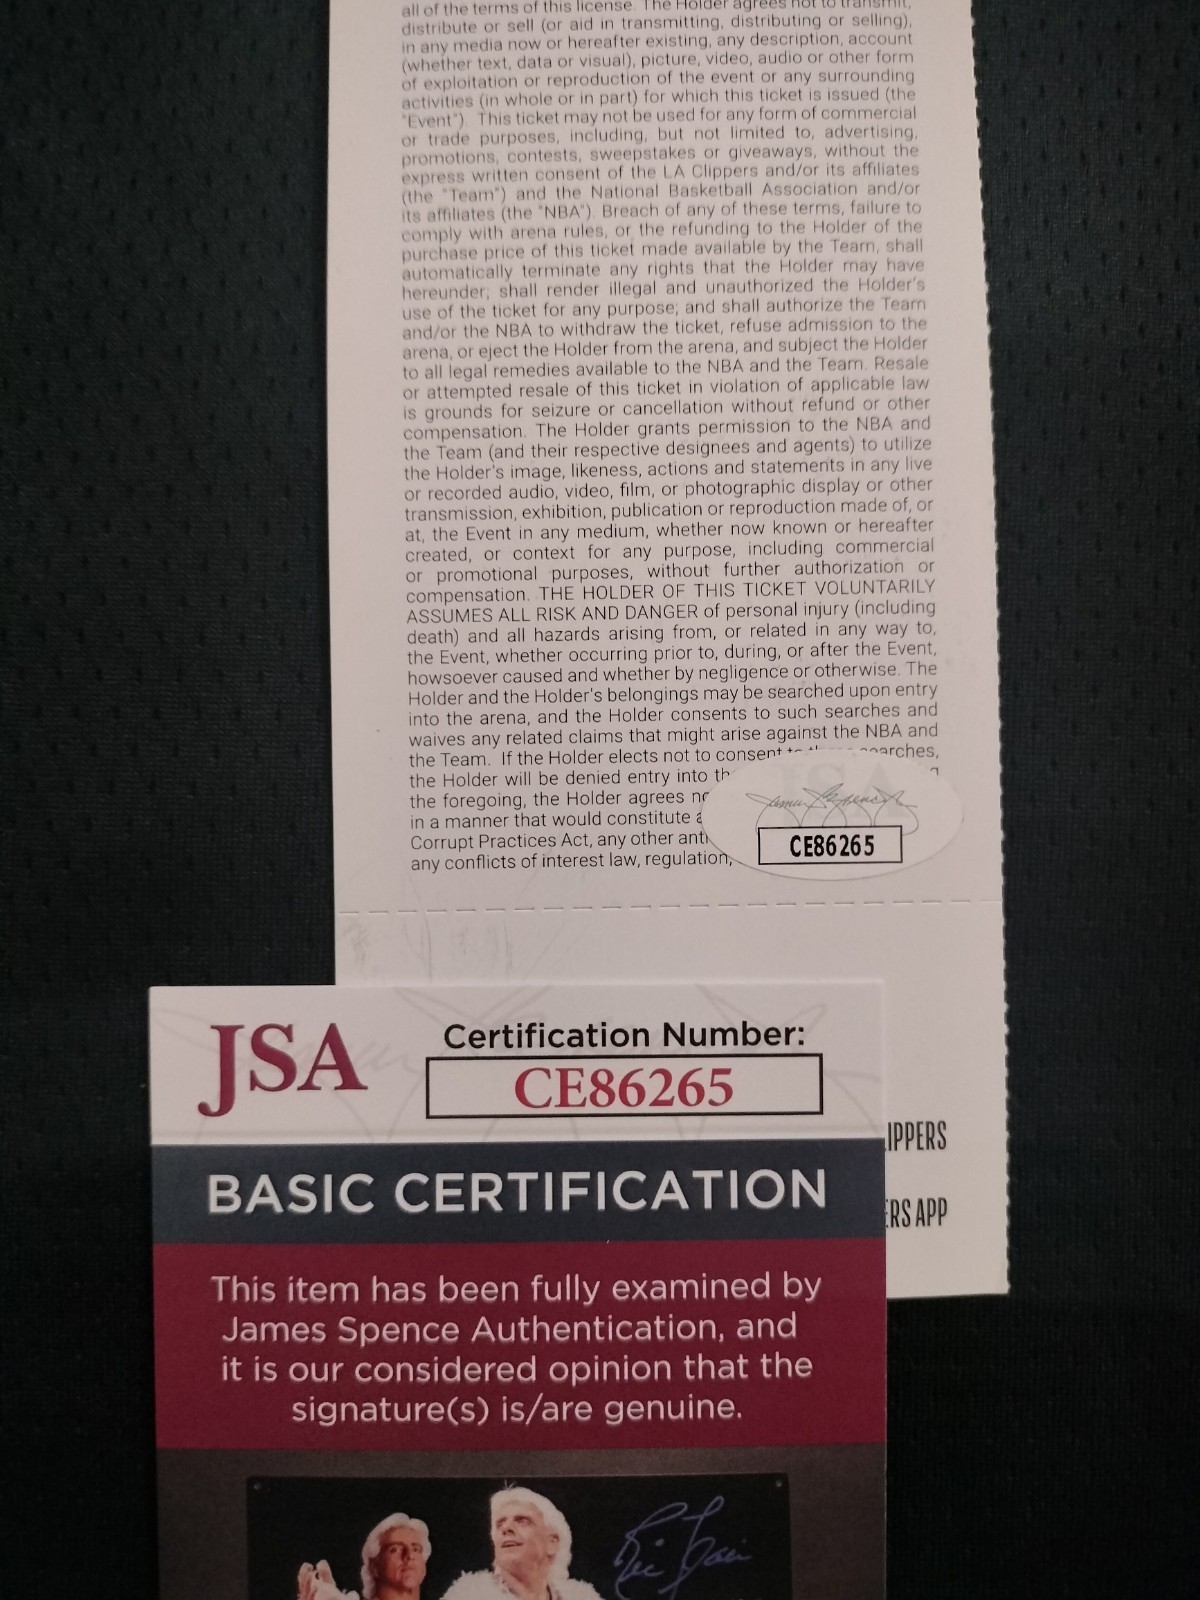 all of the terms of this license. The Holder agrees not to transmit,
distribute or sell (or aid in transmitting, distributing or selling),
in any media now or hereafter existing, any description, account
(whether text, data or visual), picture, video, audio or other form
of exploitation or reproduction of the event or any surrounding
activities (in whole or in part) for which this ticket is issued (the
"Event"). This ticket may not be used for any form of commercial
or trade purposes, including, but not limited to, advertising,
promotions, contests, sweepstakes or giveaways, without the
express written consent of the LA Clippers and/or its affiliates
(the "Team") and the National Basketball Association and/or
its affiliates (the "NBA"). Breach of any of these terms, failure to
comply with arena rules, or the refunding to the Holder of the
purchase price of this ticket made available by the Team, shall
automatically terminate any rights that the Holder may have
hereunder; shall render illegal and unauthorized the Holder's
use of the ticket for any purpose; and shall authorize the Team
and/or the NBA to withdraw the ticket, refuse admission to the
arena, or eject the Holder from the arena, and subject the Holder
to all legal remedies available to the NBA and the Team. Resale
or attempted resale of this ticket in violation of applicable law
is grounds for seizure or cancellation without refund or other
compensation. The Holder grants permission to the NBA and
the Team (and their respective designees and agents) to utilize
the Holder's image, likeness, actions and statements in any live
or recorded audio, video, film, or photographic display or other
transmission, exhibition, publication or reproduction made of, or
at, the Event in any medium, whether now known or hereafter
created, or context for any purpose, including commercial
or promotional purposes, without further authorization or
compensation. THE HOLDER OF THIS TICKET VOLUNTARILY
ASSUMES ALL RISK AND DANGER of personal injury (including
death) and all hazards arising from, or related in any way to,
the Event, whether occurring prior to, during, or after the Event,
howsoever caused and whether by negligence or otherwise. The
Holder and the Holder's belongings may be searched upon entry
into the arena, and the Holder consents to such searches and
waives any related claims that might arise against the NBA and
the Team. If the Holder elects not to consent earches,
the Holder will be denied entry into th
the foregoing, the Holder agrees no
in a manner that would constitute a
Corrupt Practices Act, any other anti
any conflicts of interest law, regulation,
JSA
James Spence Jr
CE86265
JSA
Certification Number:
CE86265
IPPERS
BASIC CERTIFICATION
ERS APP
This item has been fully examined by
James Spence Authentication, and
it is our considered opinion that the
signature(s) is/are genuine.
Ric Flair